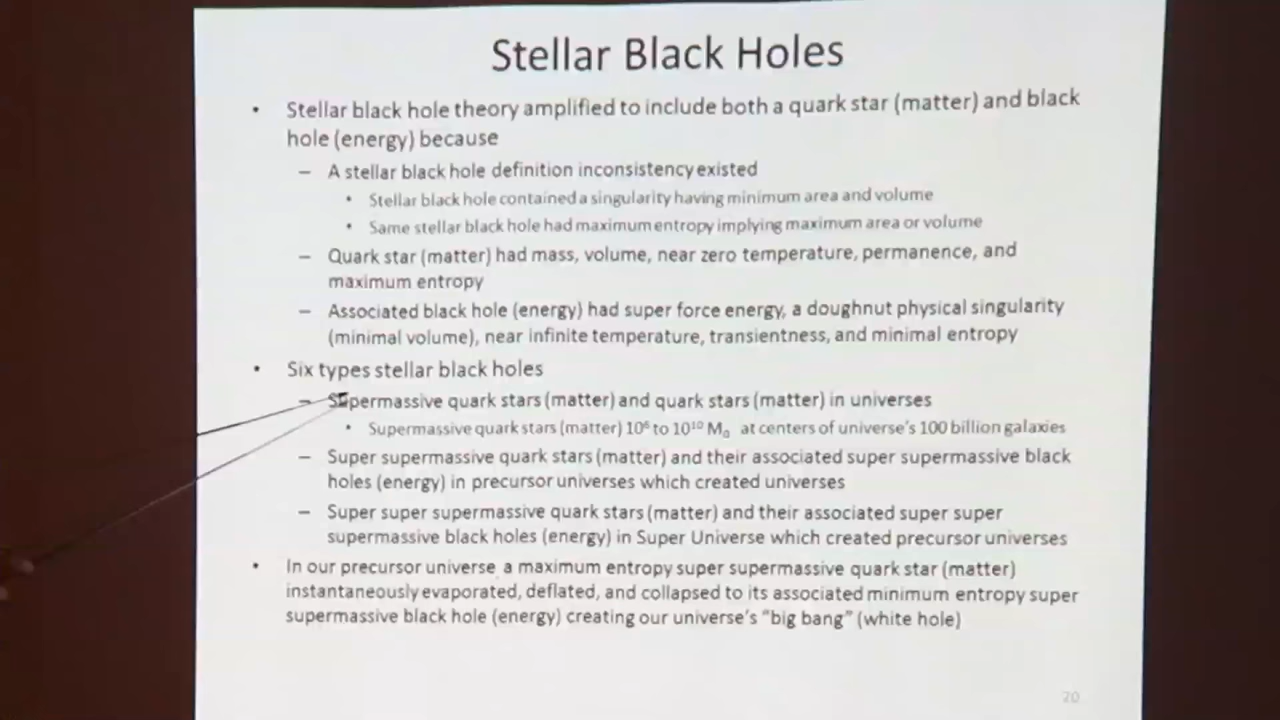 Stellar Black Holes
• Stellar black hole theory amplified to include both a quark star (matter) and black
hole (energy) because
– A stellar black hole definition inconsistency existed
• Stellar black hole contained a singularity having minimum area and volume
• Same stellar black hole had maximum entropy implying maximum area or volume
– Quark star (matter) had mass, volume, near zero temperature, permanence, and
maximum entropy
– Associated black hole (energy) had super force energy, a doughnut physical singularity
(minimal volume), near infinite temperature, transientness, and minimal entropy
• Six types stellar black holes
– Supermassive quark stars (matter) and quark stars (matter) in universes
• Supermassive quark stars (matter) 10⁶ to 10¹⁰ M at centers of universe's 100 billion galaxies
– Super supermassive quark stars (matter) and their associated super supermassive black
holes (energy) in precursor universes which created universes
– Super super supermassive quark stars (matter) and their associated super super
supermassive black holes (energy) in Super Universe which created precursor universes
• In our precursor universe a maximum entropy super supermassive quark star (matter)
instantaneously evaporated, deflated, and collapsed to its associated minimum entropy super
supermassive black hole (energy) creating our universe's "big bang" (white hole)
20